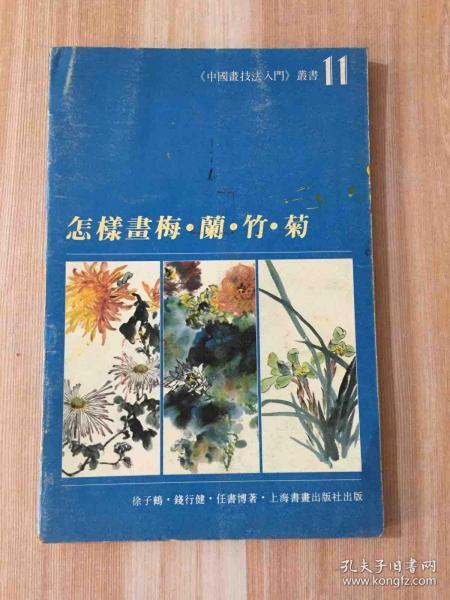 《中國畫技法入門》叢書 11
怎樣畫梅·蘭·竹·菊
徐子鶴·錢行健·任書博著·上海書畫出版社出版
孔夫子旧书网
www.kongfz.com